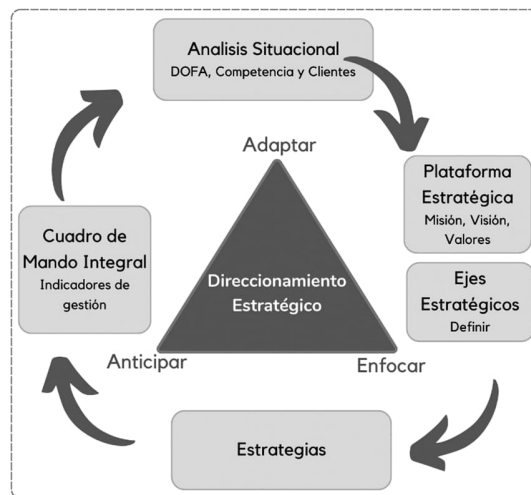 Analisis Situacional
DOFA, Competencia y Clientes
Adaptar
Plataforma
Estratégica
Misión, Visión,
Valores
Cuadro de
Mando Integral
Indicadores de
gestión
Direccionamiento
Estratégico
Ejes
Estratégicos
Definir
Anticipar
Enfocar
Estrategias